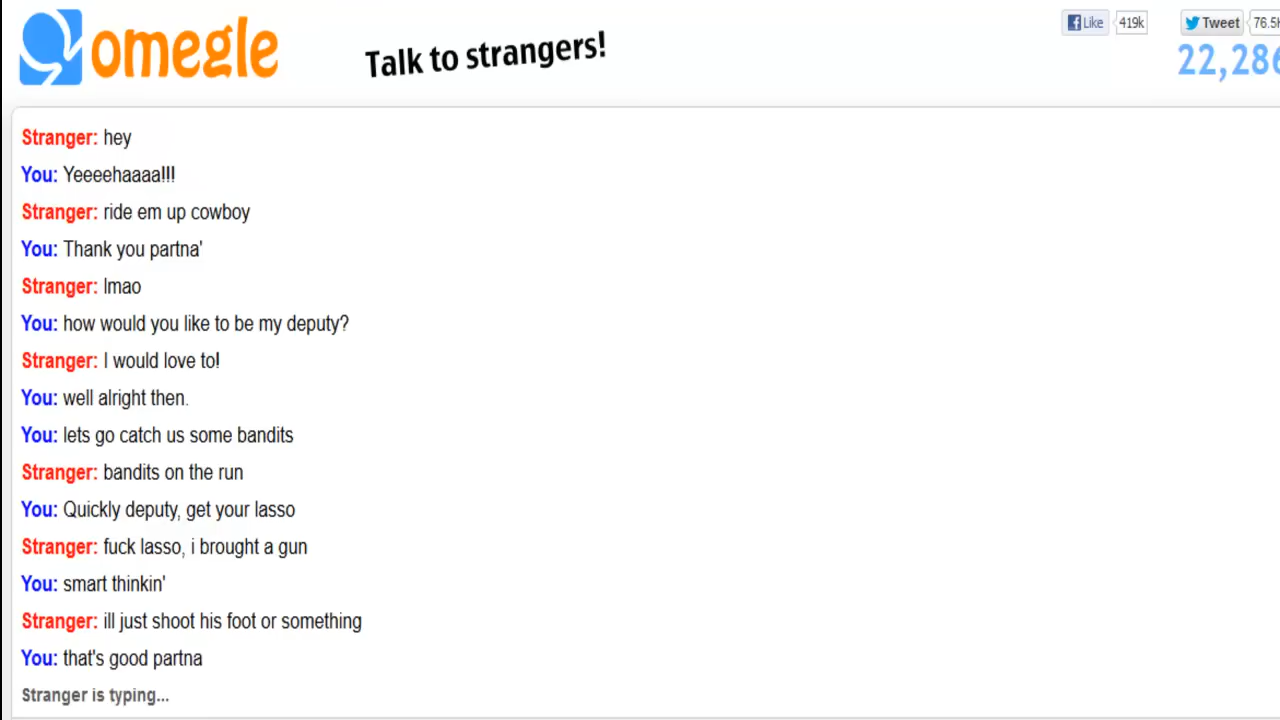 omegle
Talk to strangers!
Like 419k Tweet 76.5
22,286
Stranger: hey
You: Yeeeehaaaa!!!
Stranger: ride em up cowboy
You: Thank you partna'
Stranger: lmao
You: how would you like to be my deputy?
Stranger: I would love to!
You: well alright then.
You: lets go catch us some bandits
Stranger: bandits on the run
You: Quickly deputy, get your lasso
Stranger: fuck lasso, i brought a gun
You: smart thinkin'
Stranger: ill just shoot his foot or something
You: that's good partna
Stranger is typing...